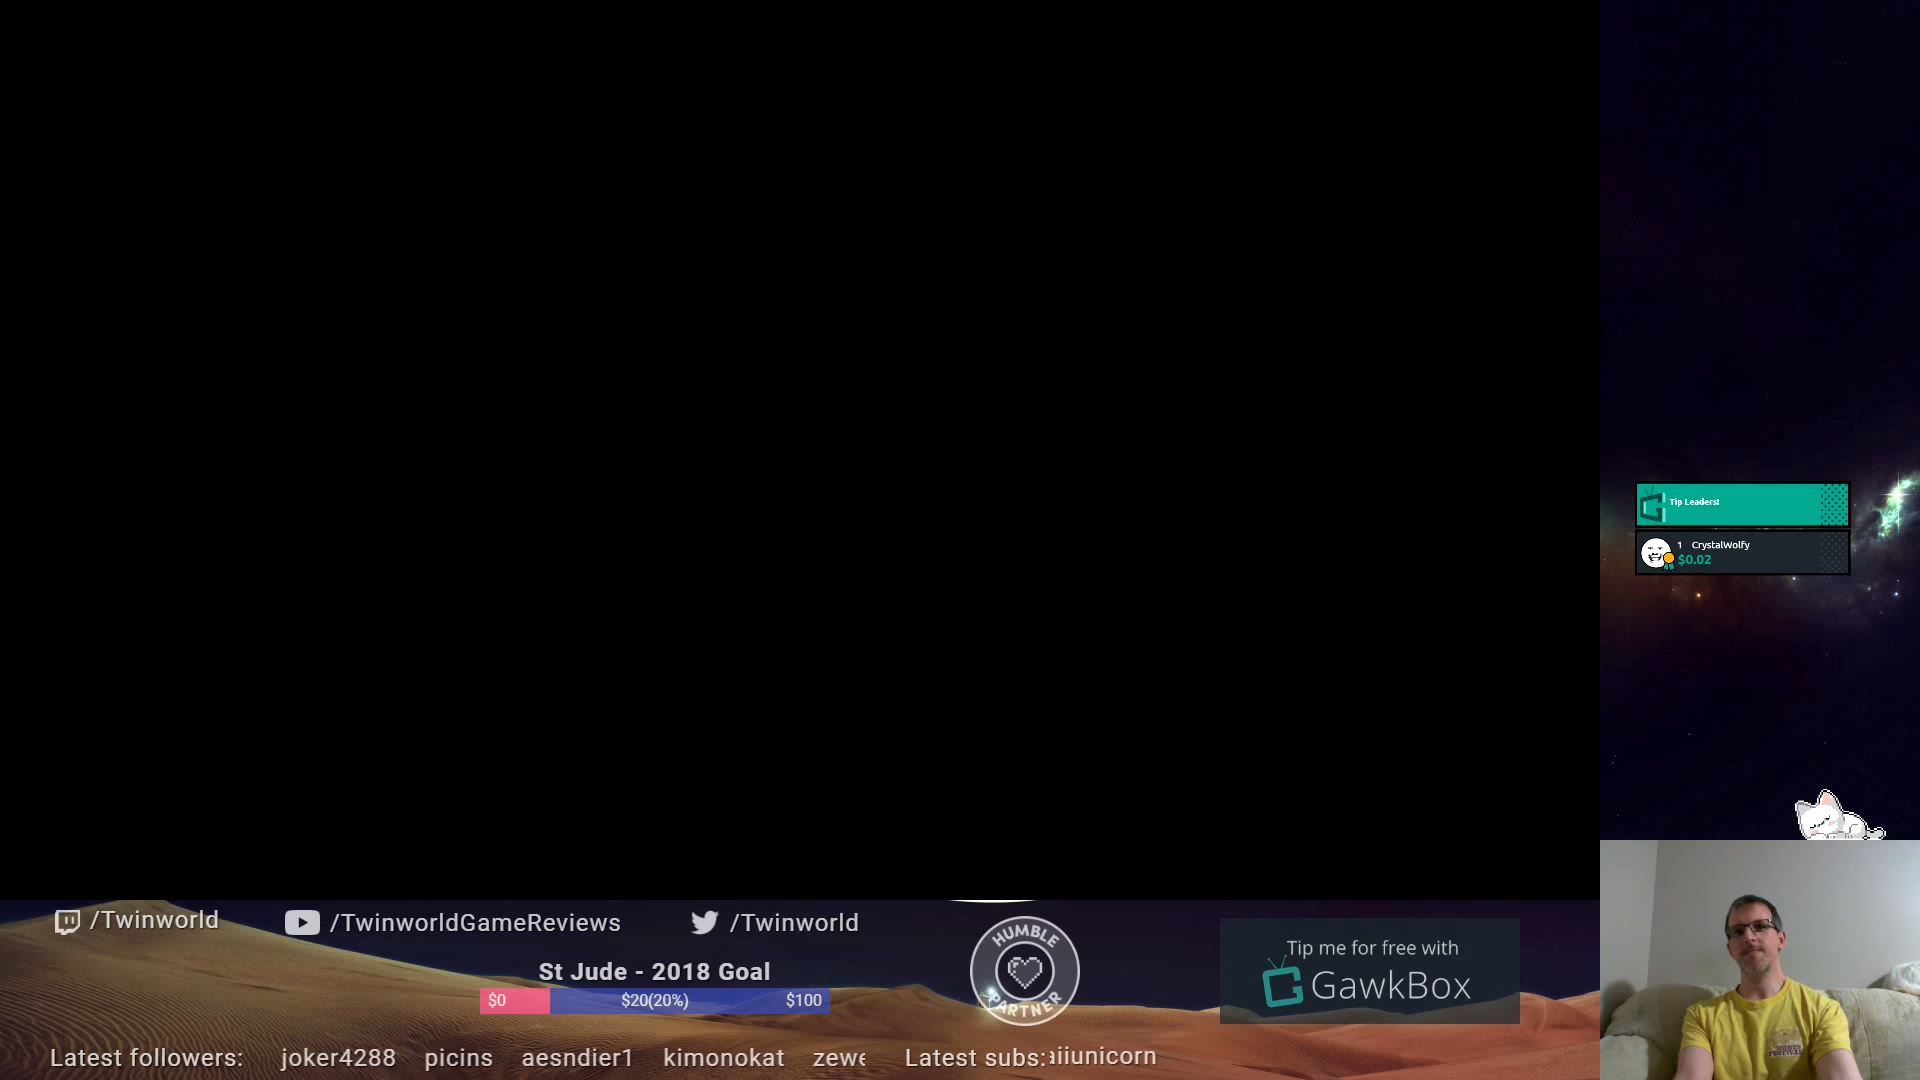 Tip Leaders!
1 CrystalWolfy
$0.02
/Twinworld
/TwinworldGameReviews
/Twinworld
HUMBLE
PARTNER
Tip me for free with
GawkBox
St Jude - 2018 Goal
$0 $20(20%) $100
Latest followers: joker4288 picins aesndier1 kimonokat
Latest subs: